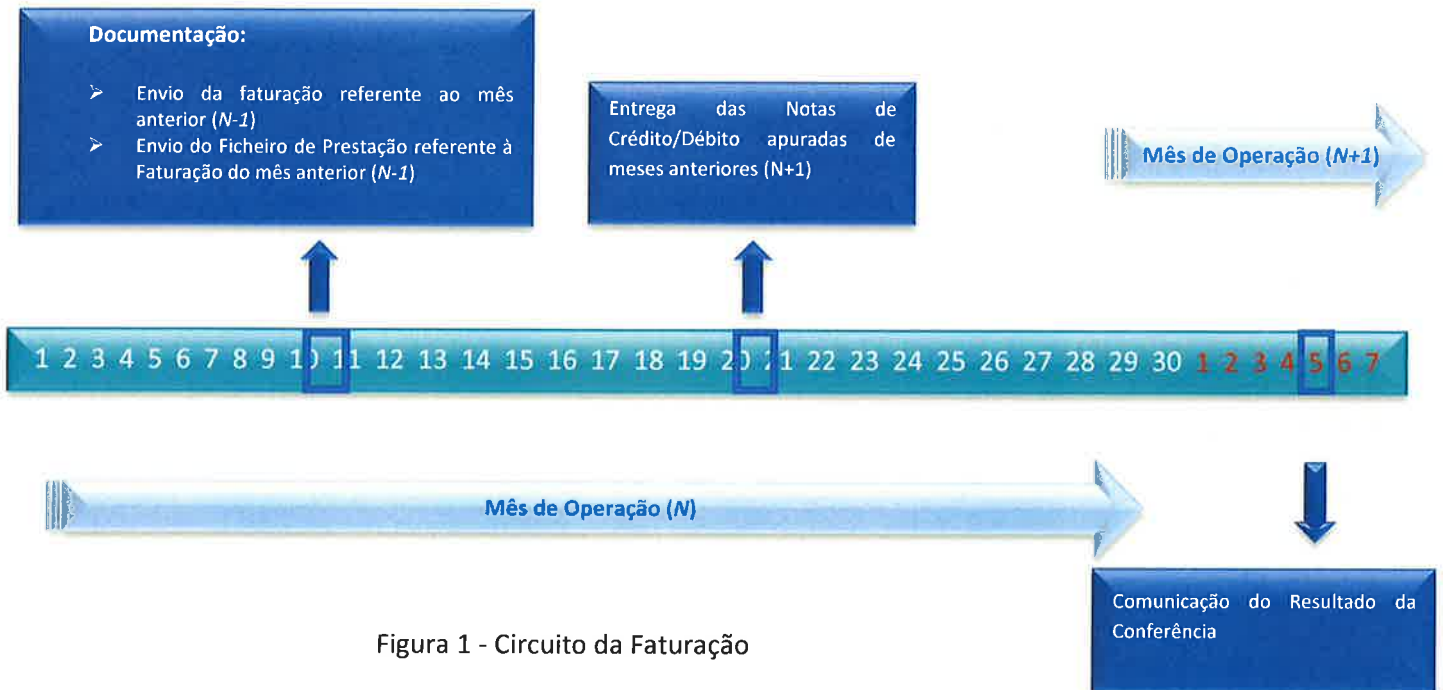 Documentação:
➢ Envio da faturação referente ao mês
anterior (N-1)
➢ Envio do Ficheiro de Prestação referente à
Faturação do mês anterior (N-1)
Entrega das Notas de
Crédito/Débito apuradas de
meses anteriores (N+1)
Mês de Operação (N+1)
1 2 3 4 5 6 7 8 9 10 11 12 13 14 15 16 17 18 19 20 21 22 23 24 25 26 27 28 29 30 1 2 3 4 5 6 7
Mês de Operação (N)
Comunicação do Resultado da
Conferência
Figura 1 - Circuito da Faturação